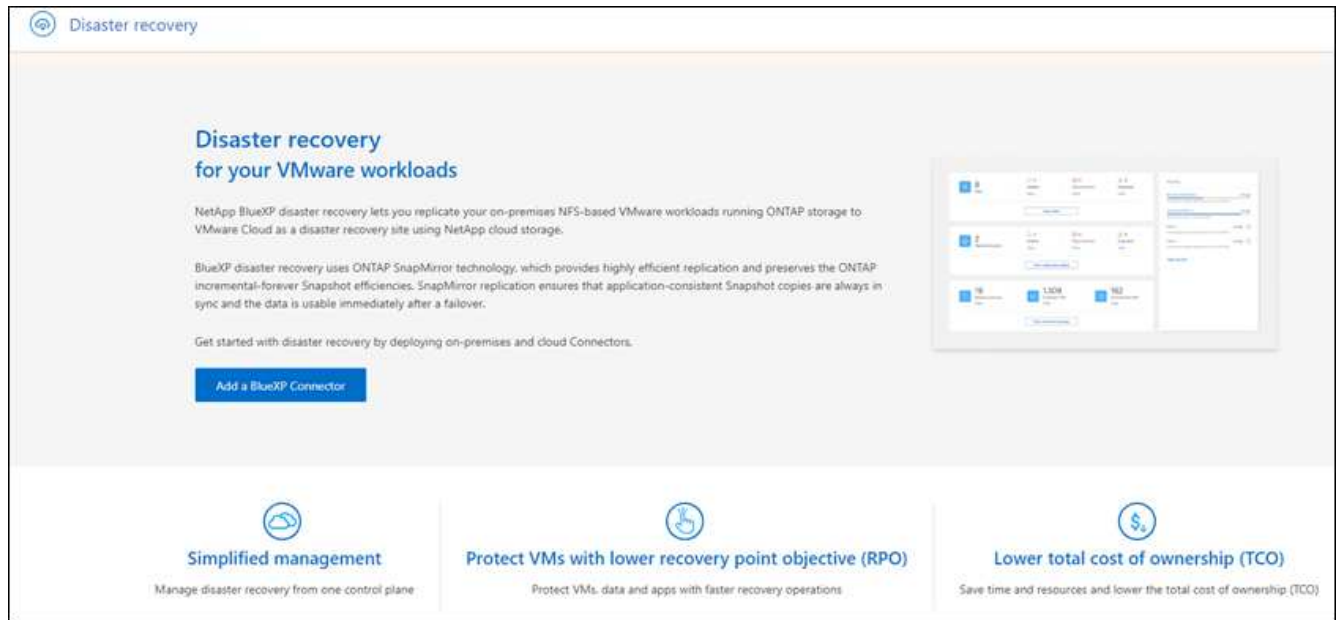 Disaster recovery
Disaster recovery
for your VMware workloads
NetApp BlueXP disaster recovery lets you replicate your on-premises NFS-based VMware workloads running ONTAP storage to
VMware Cloud as a disaster recovery site using NetApp cloud storage.
BlueXP disaster recovery uses ONTAP SnapMirror technology, which provides highly efficient replication and preserves the ONTAP
incremental-forever Snapshot efficiencies. SnapMirror replication ensures that application-consistent Snapshot copies are always in
sync and the data is usable immediately after a failover.
Get started with disaster recovery by deploying on-premises and cloud Connectors.
Add a BlueXP Connector
Simplified management
Manage disaster recovery from one control plane
Protect VMs with lower recovery point objective (RPO)
Protect VMs, data and apps with faster recovery operations
Lower total cost of ownership (TCO)
Save time and resources and lower the total cost of ownership (TCO)